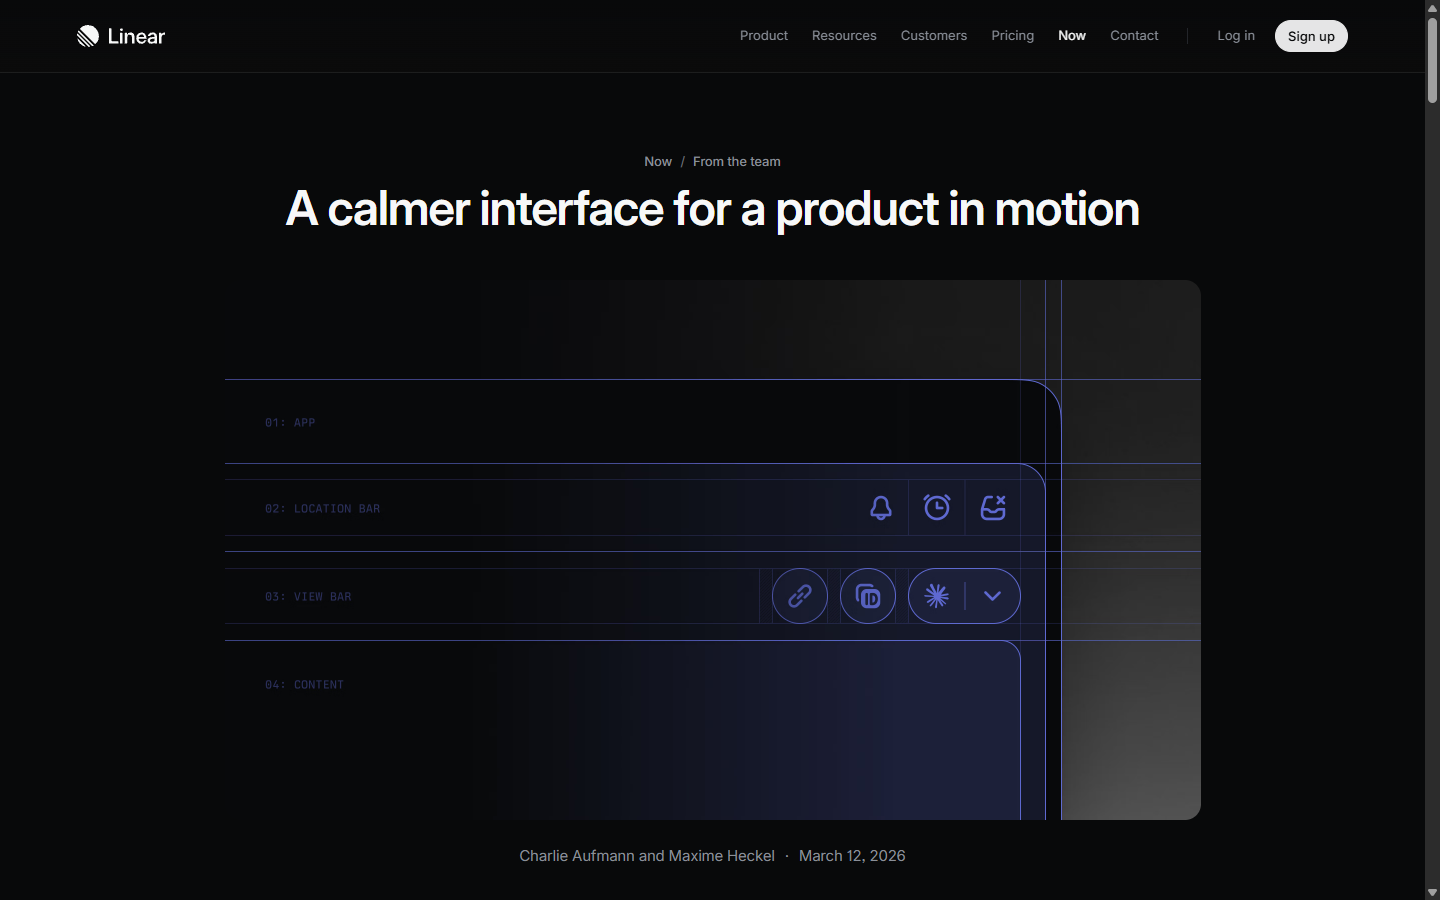 Linear
Product Resources Customers Pricing Now Contact Log in Sign up
Now / From the team
A calmer interface for a product in motion
01: APP
02: LOCATION BAR
03: VIEW BAR
04: CONTENT
Charlie Aufmann and Maxime Heckel · March 12, 2026